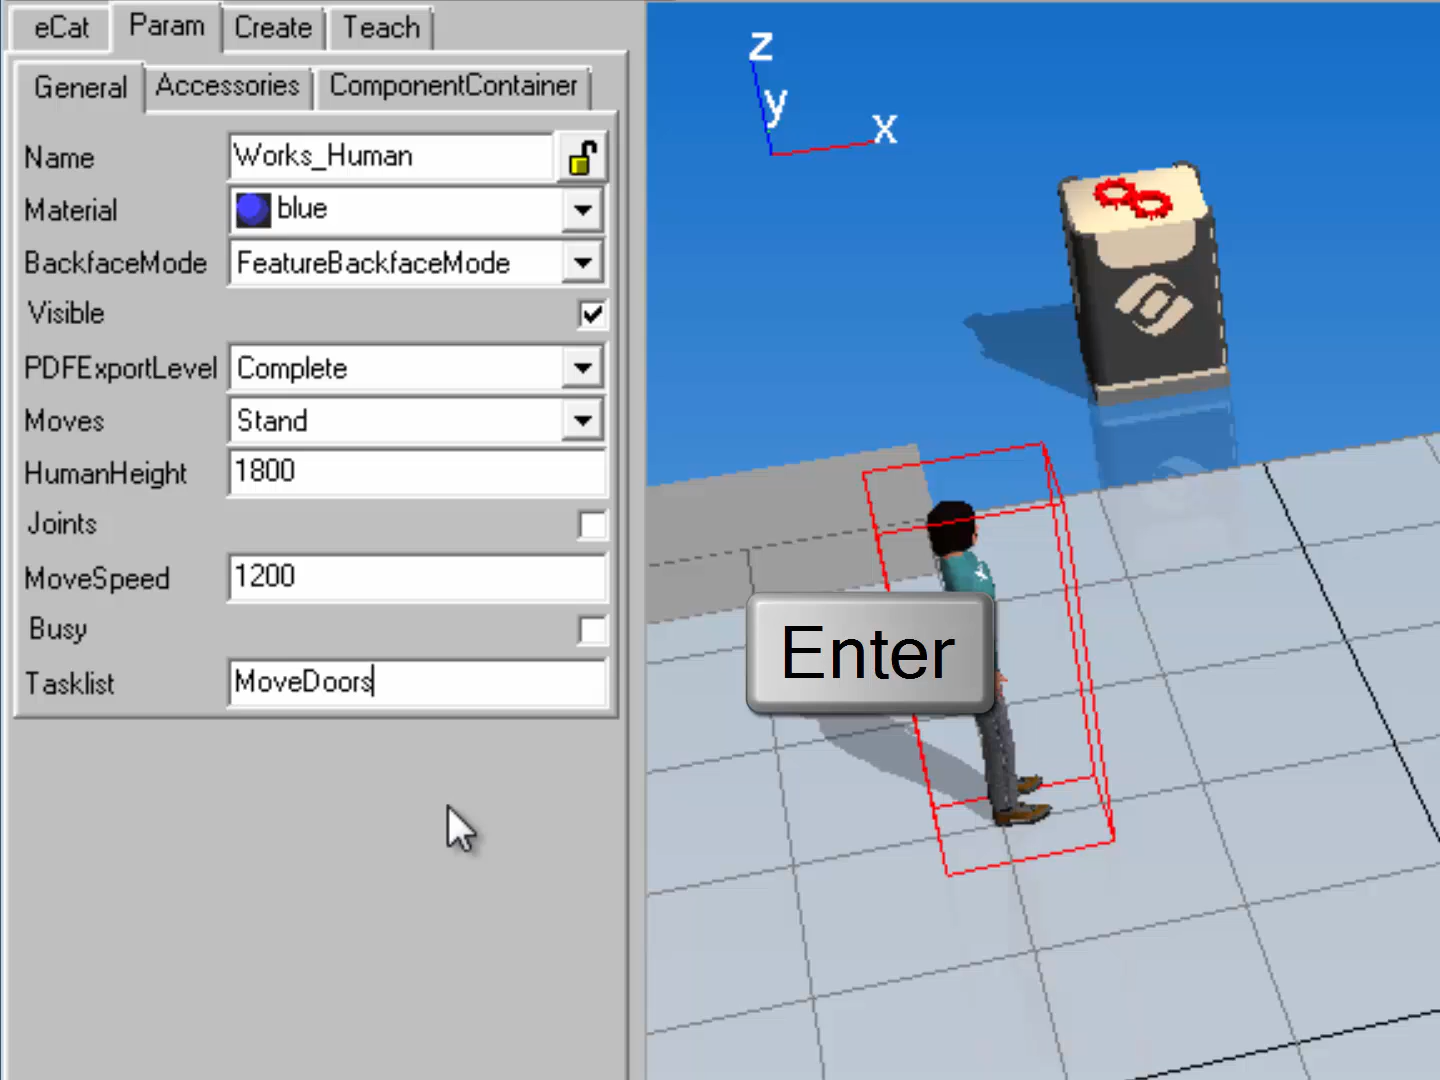 eCat Param Create Teach
General Accessories ComponentContainer
Name Works_Human
Material blue
BackfaceMode FeatureBackfaceMode
Visible
PDFExportLevel Complete
Moves Stand
HumanHeight 1800
Joints
MoveSpeed 1200
Busy
Tasklist MoveDoors
z
y
x
Enter